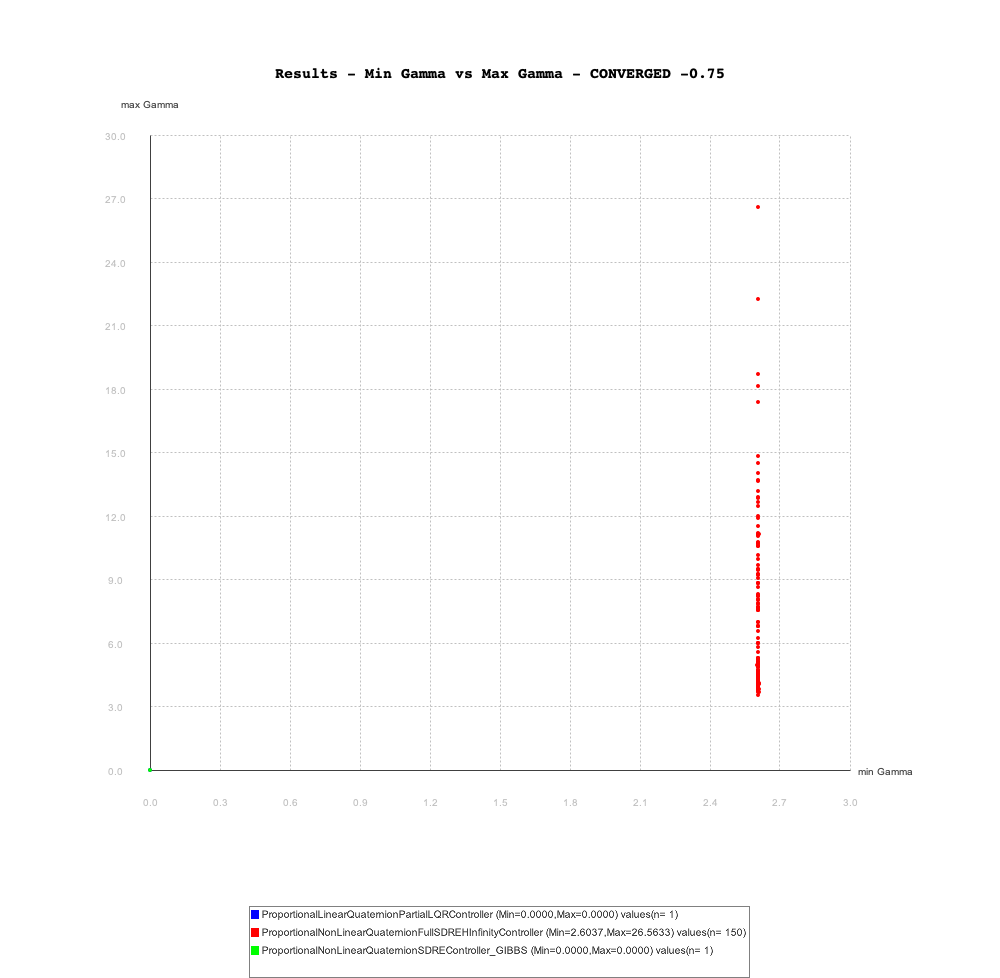 Results - Min Gamma vs Max Gamma - CONVERGED -0.75
max Gamma
30.0
27.0
24.0
21.0
18.0
15.0
12.0
9.0
6.0
3.0
0.0
min Gamma
0.0 0.3 0.6 0.9 1.2 1.5 1.8 2.1 2.4 2.7 3.0
ProportionalLinearQuaternionPartialLQRController (Min=0.0000,Max=0.0000) values(n= 1)
ProportionalNonLinearQuaternionFullSDREHInfinityController (Min=2.6037,Max=26.5633) values(n= 150)
ProportionalNonLinearQuaternionSDREController_GIBBS (Min=0.0000,Max=0.0000) values(n= 1)